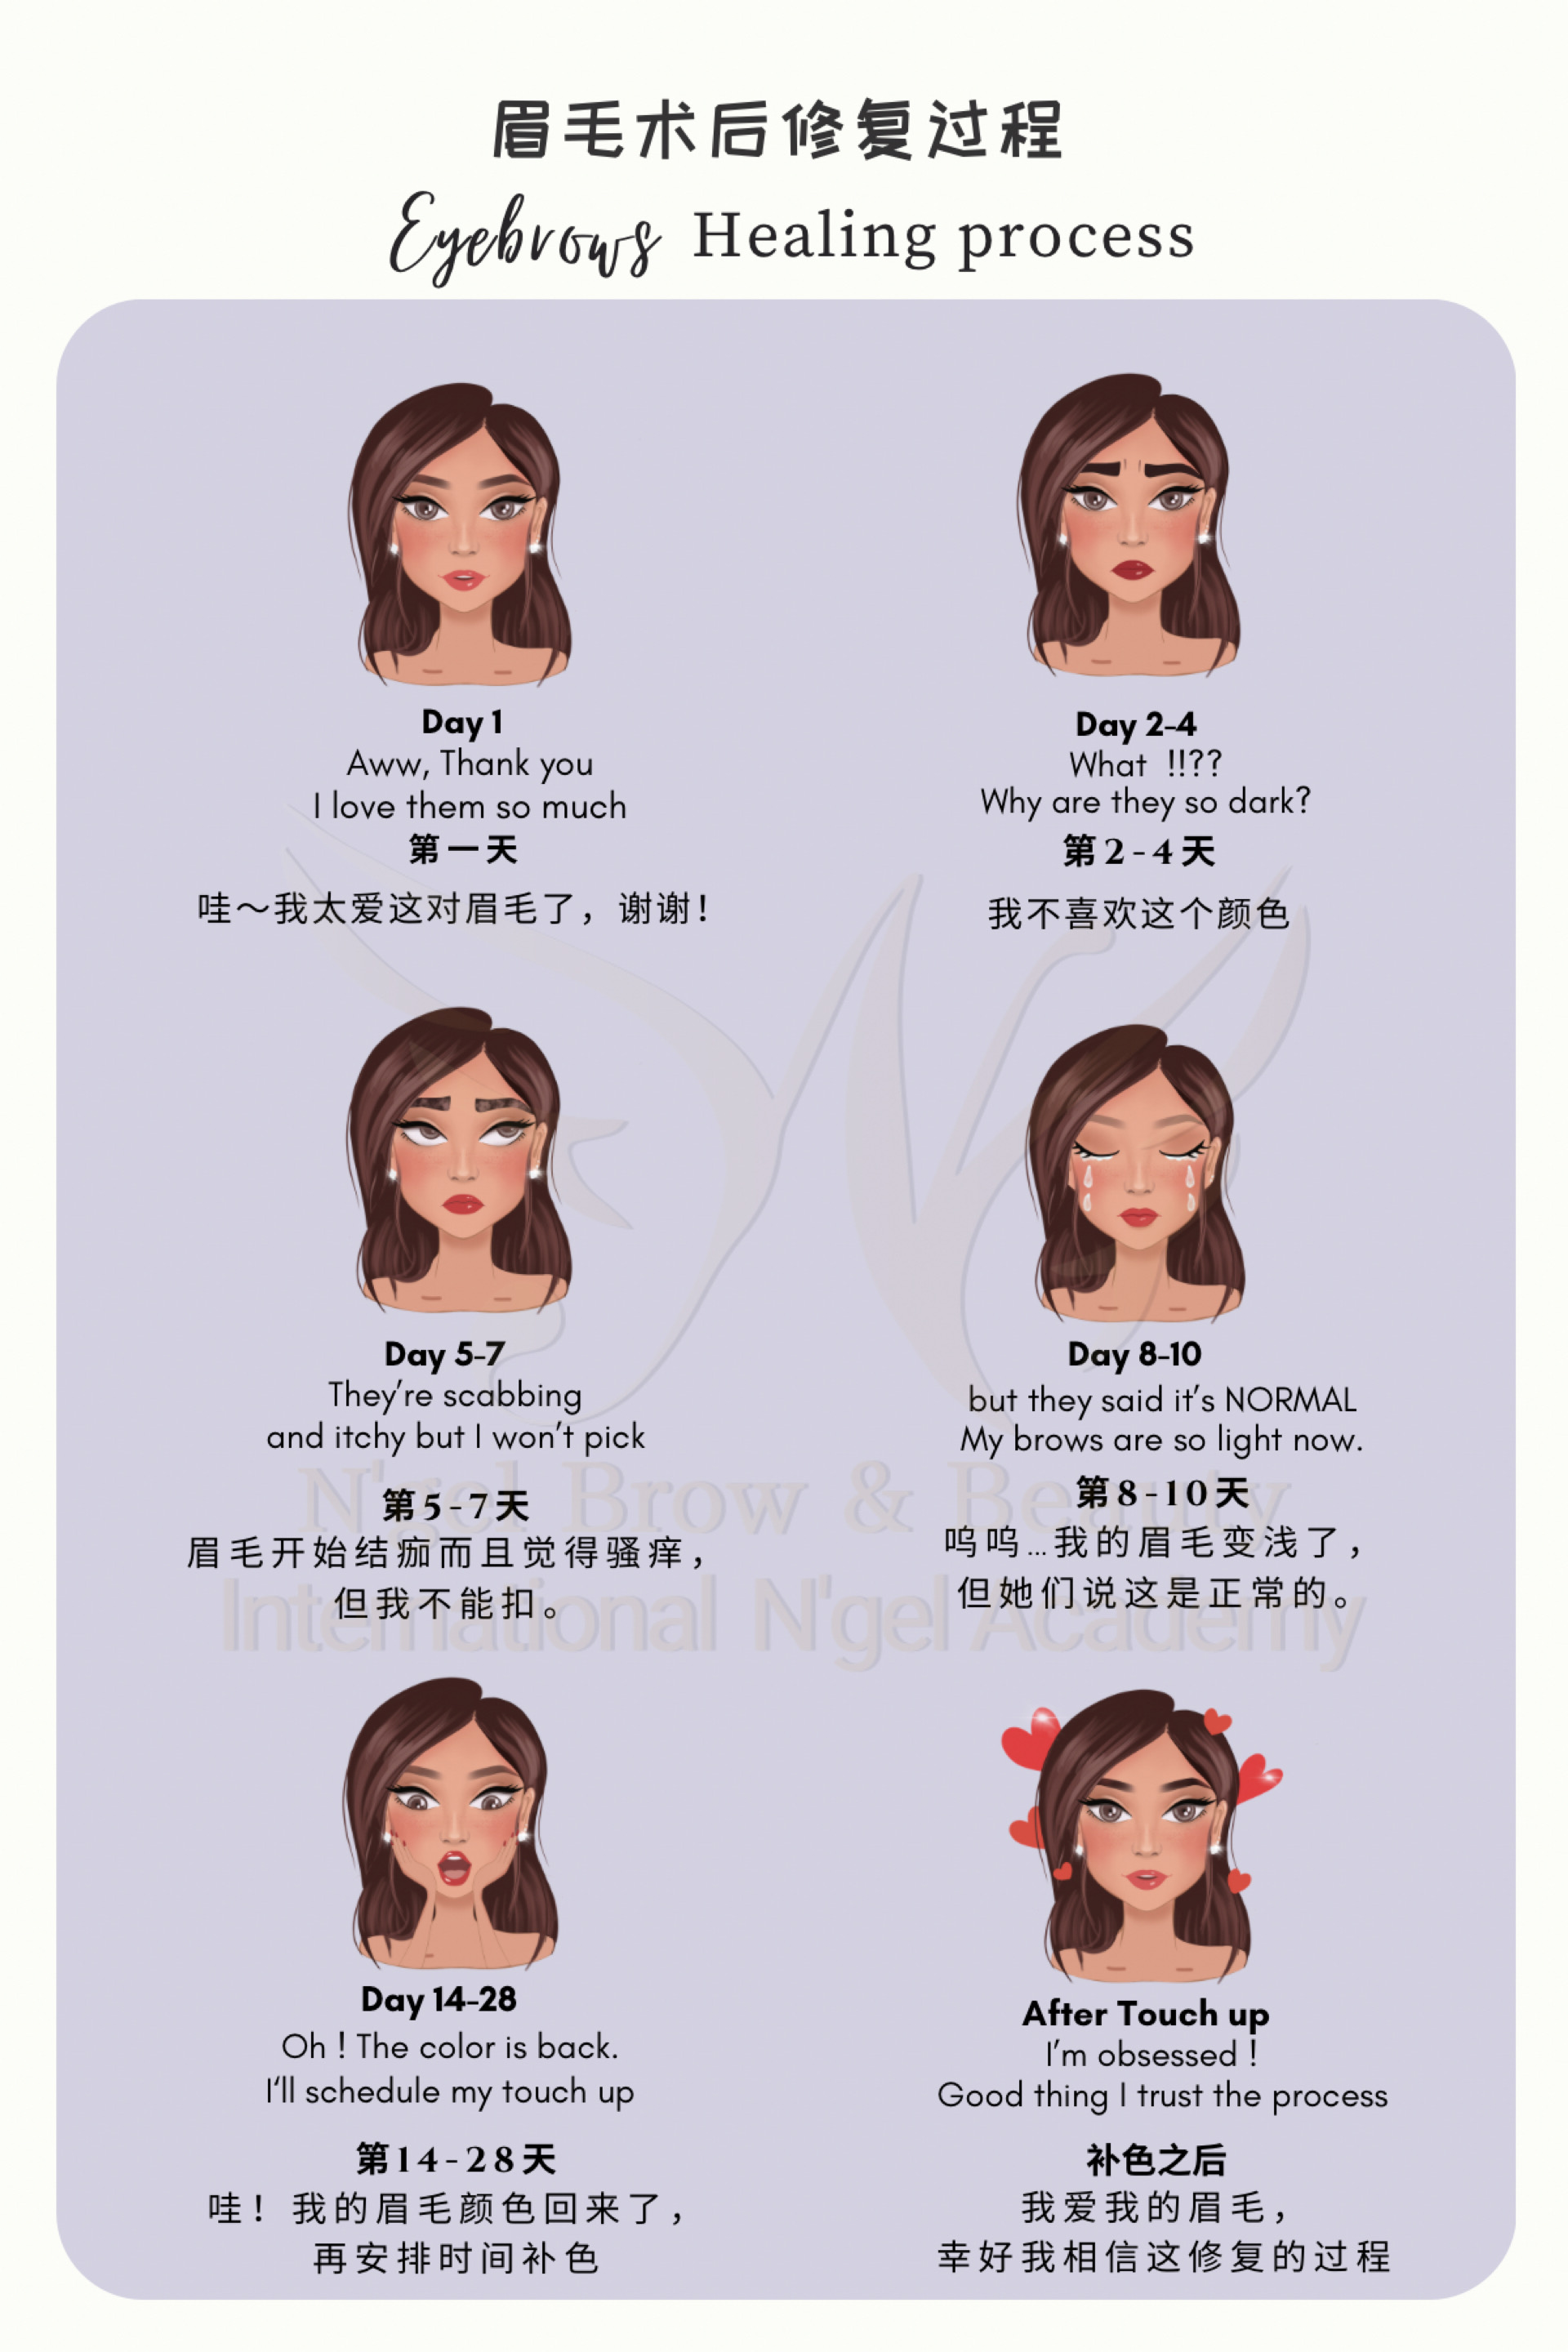 眉毛术后修复过程
Eyebrows Healing process
Day 1
Aww, Thank you
I love them so much
第一天
哇～我太爱这对眉毛了，谢谢！
Day 2-4
What !!??
Why are they so dark?
第2-4天
我不喜欢这个颜色
Day 5-7
They're scabbing
and itchy but I won't pick
第5-7天
眉毛开始结痂而且觉得骚痒，
但我不能扣。
Day 8-10
but they said it's NORMAL
My brows are so light now.
第8-10天
呜呜...我的眉毛变浅了，
但她们说这是正常的。
N'gel Brow & Beauty
International N'gel Academy
Day 14-28
Oh ! The color is back.
I'll schedule my touch up
第14-28天
哇！我的眉毛颜色回来了，
再安排时间补色
After Touch up
I'm obsessed !
Good thing I trust the process
补色之后
我爱我的眉毛，
幸好我相信这修复的过程